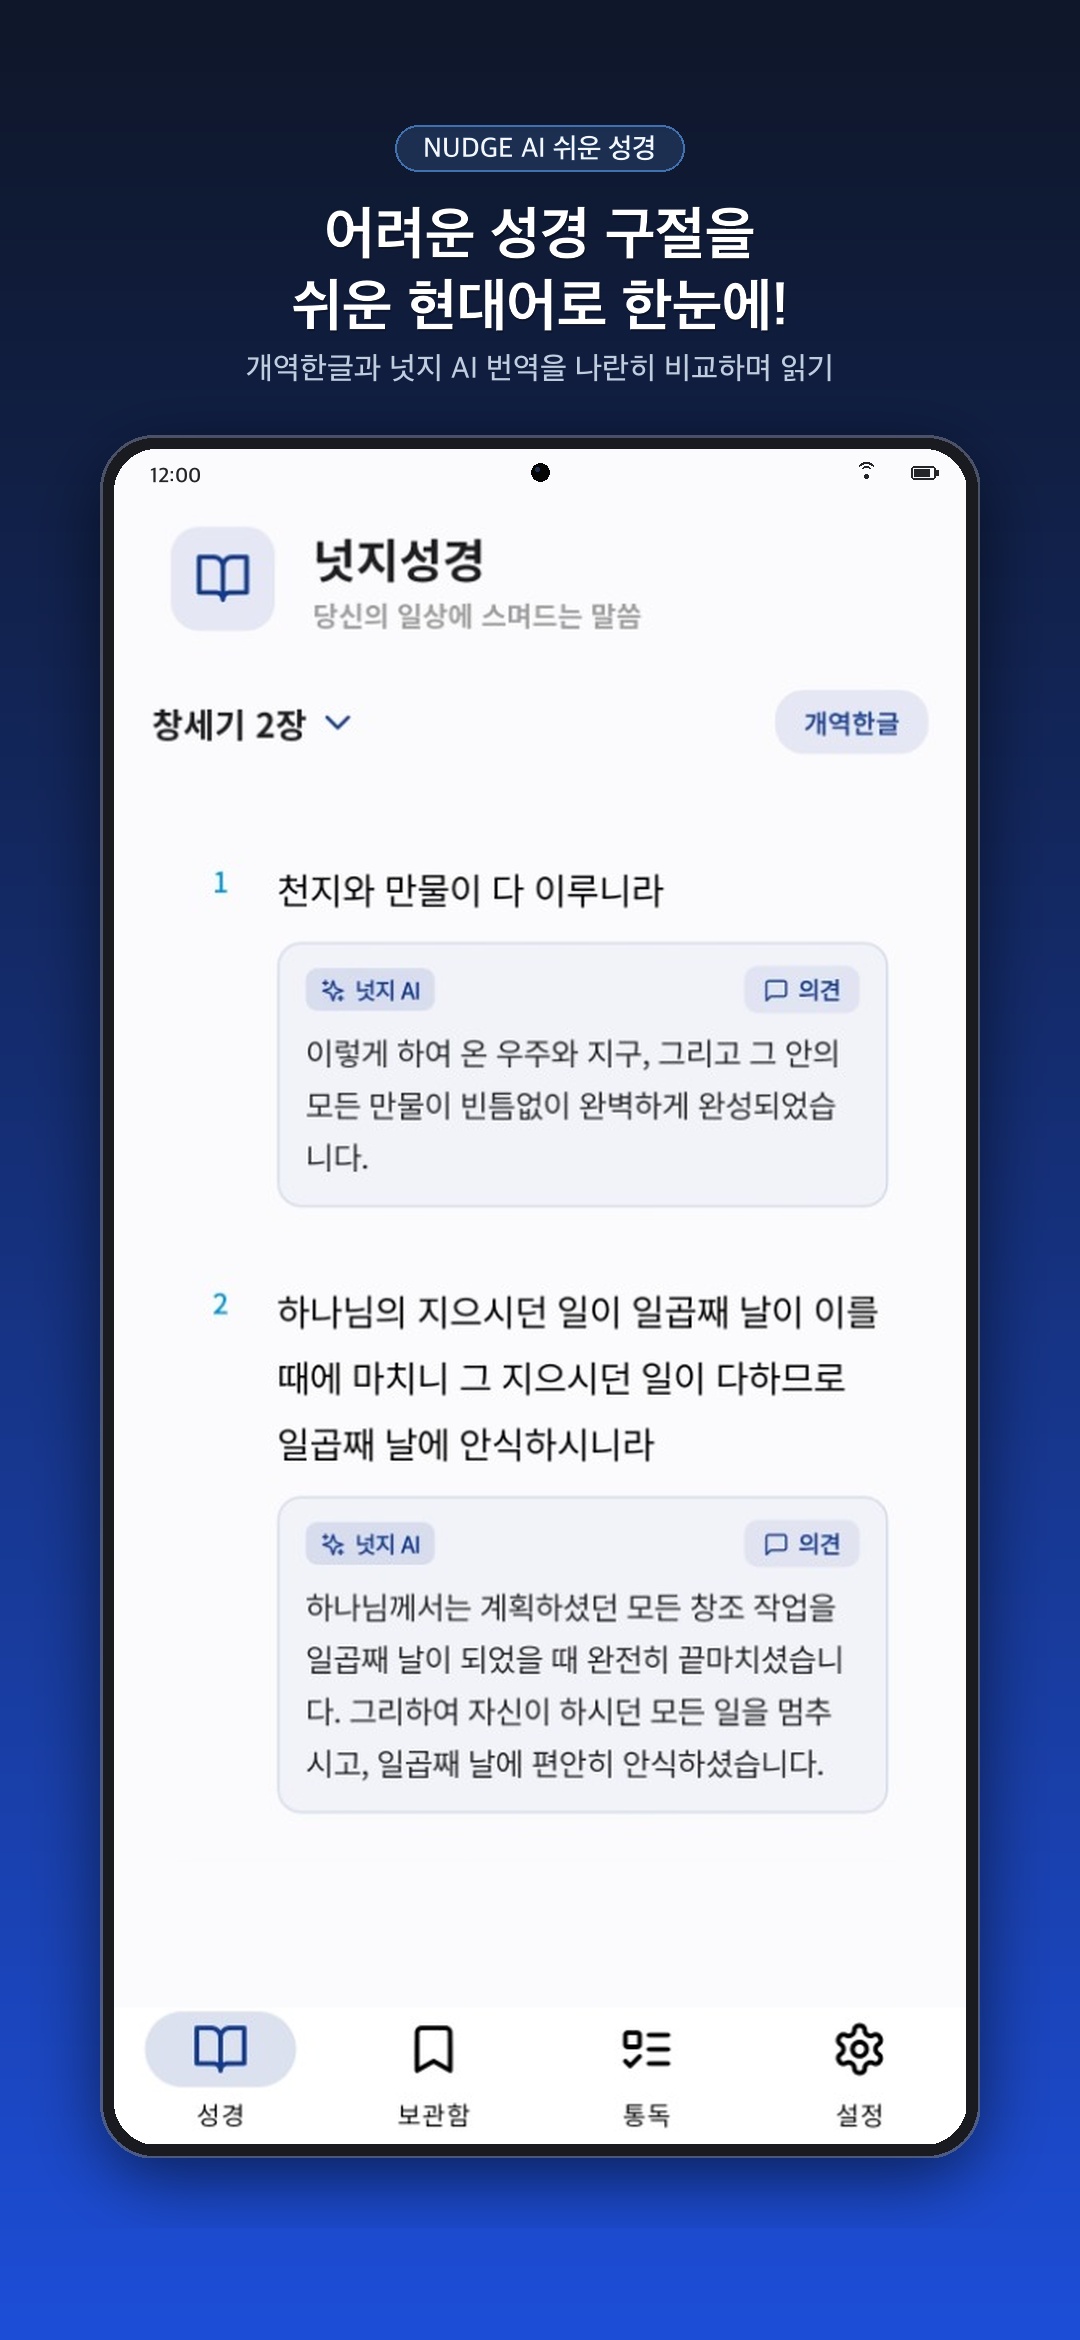 NUDGE AI 쉬운 성경
어려운 성경 구절을
쉬운 현대어로 한눈에!
개역한글과 넛지 AI 번역을 나란히 비교하며 읽기
12:00
넛지성경
당신의 일상에 스며드는 말씀
창세기 2장
개역한글
1
천지와 만물이 다 이루니라
넛지 AI
의견
이렇게 하여 온 우주와 지구, 그리고 그 안의
모든 만물이 빈틈없이 완벽하게 완성되었습
니다.
2
하나님의 지으시던 일이 일곱째 날이 이를
때에 마치니 그 지으시던 일이 다하므로
일곱째 날에 안식하시니라
넛지 AI
의견
하나님께서는 계획하셨던 모든 창조 작업을
일곱째 날이 되었을 때 완전히 끝마치셨습니
다. 그리하여 자신이 하시던 모든 일을 멈추
시고, 일곱째 날에 편안히 안식하셨습니다.
성경
보관함
통독
설정